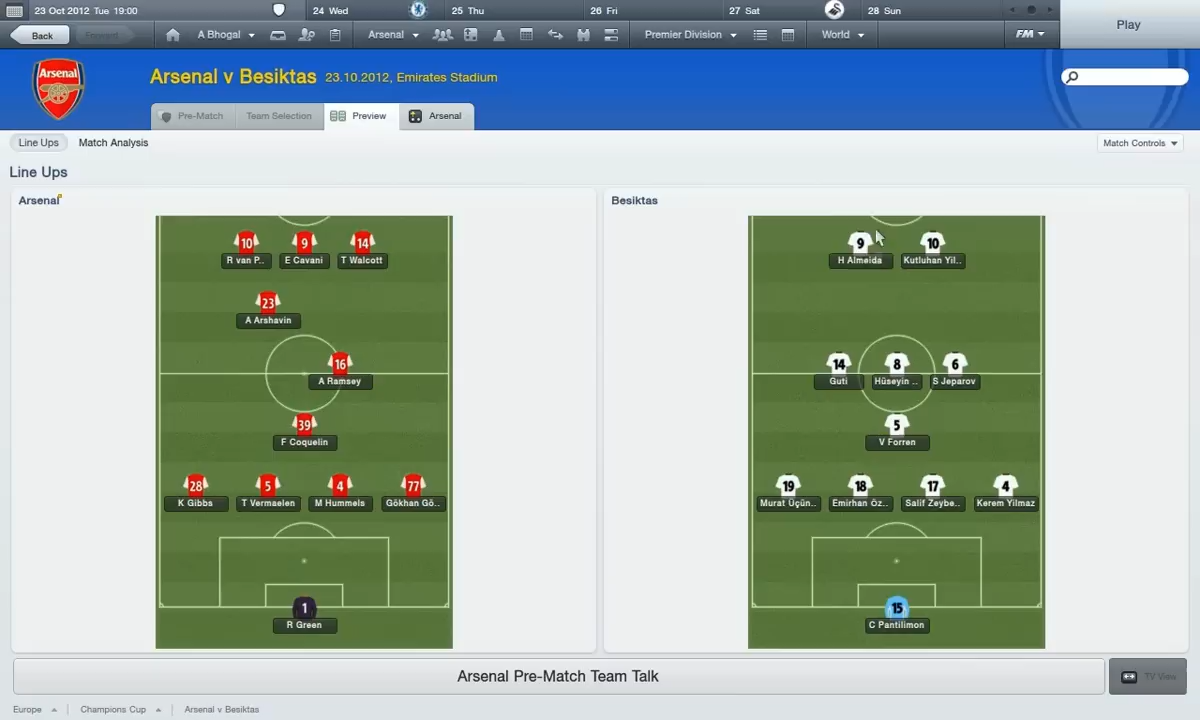 23 Oct 2012 Tue 19:00
24 Wed
25 Thu
26 Fri
27 Sat
28 Sun
Back
Forward
A Bhogal
Arsenal
Premier Division
World
FM
Play
Arsenal
Arsenal v Besiktas
23.10.2012, Emirates Stadium
Pre-Match
Team Selection
Preview
Arsenal
Line Ups
Match Analysis
Match Controls
Line Ups
Arsenal
10
9
14
R van P..
E Cavani
T Walcott
23
A Arshavin
16
A Ramsey
39
F Coquelin
28
5
4
77
K Gibbs
T Vermaelen
M Hummels
Gökhan Gö..
1
R Green
Besiktas
9
10
H Almeida
Kutluhan Yil..
14
8
6
Guti
Hüseyin ..
S Jeparov
5
V Forren
19
18
17
4
Murat Üçün..
Emirhan Öz..
Salif Zeybe..
Kerem Yilmaz
15
C Pantilimon
Arsenal Pre-Match Team Talk
TV View
Europe
Champions Cup
Arsenal v Besiktas